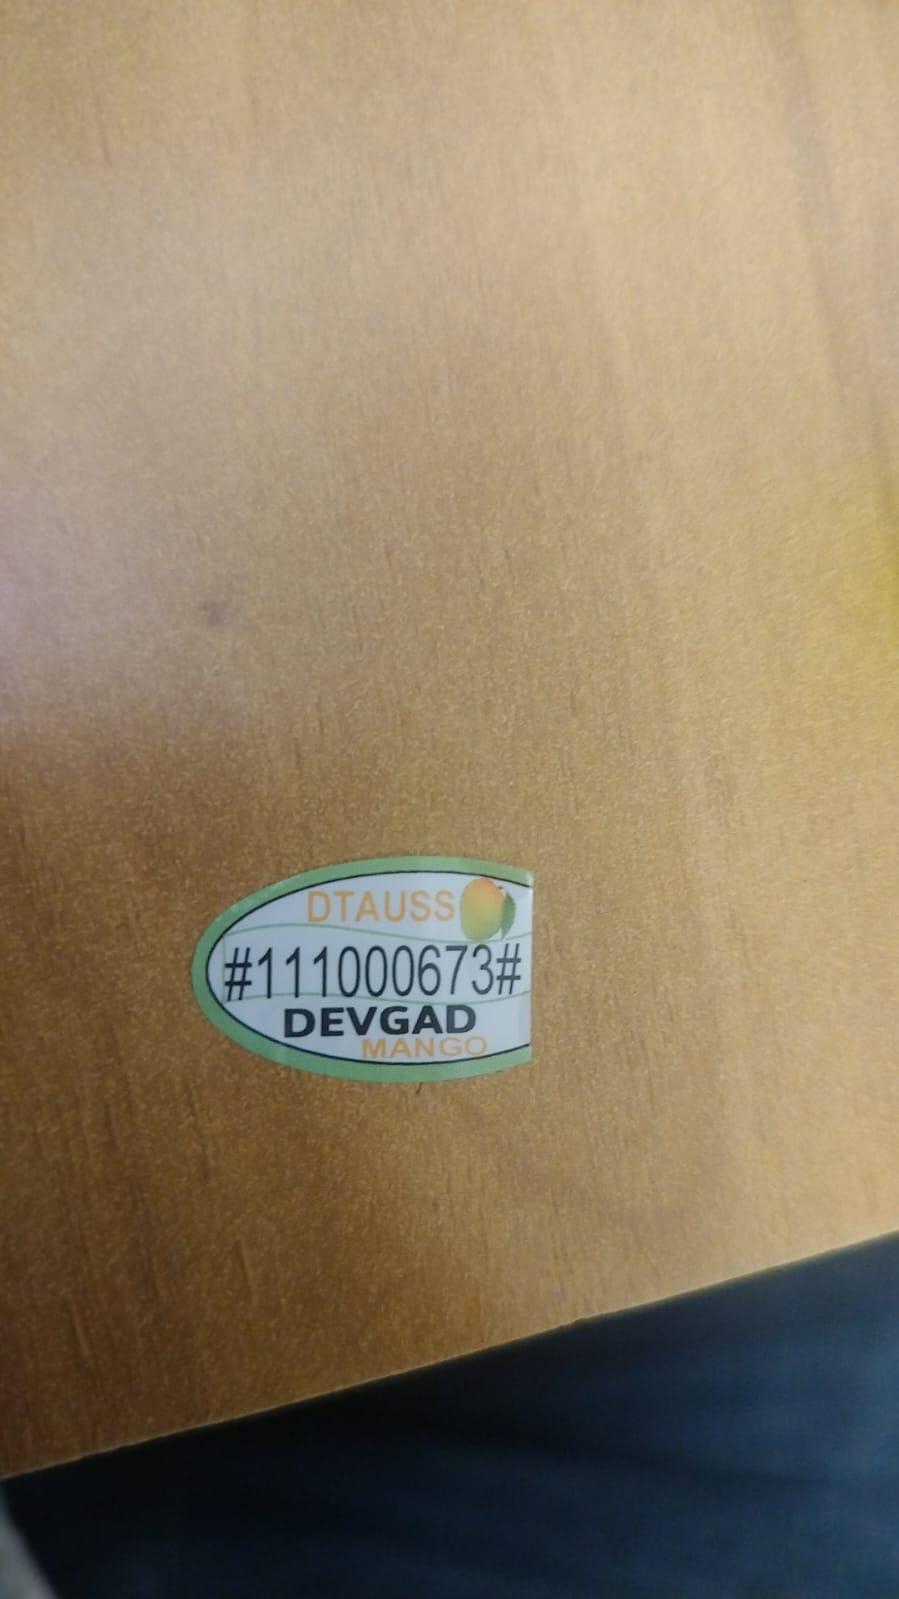 DTAUSS
#111000673#
DEVGAD
MANGO